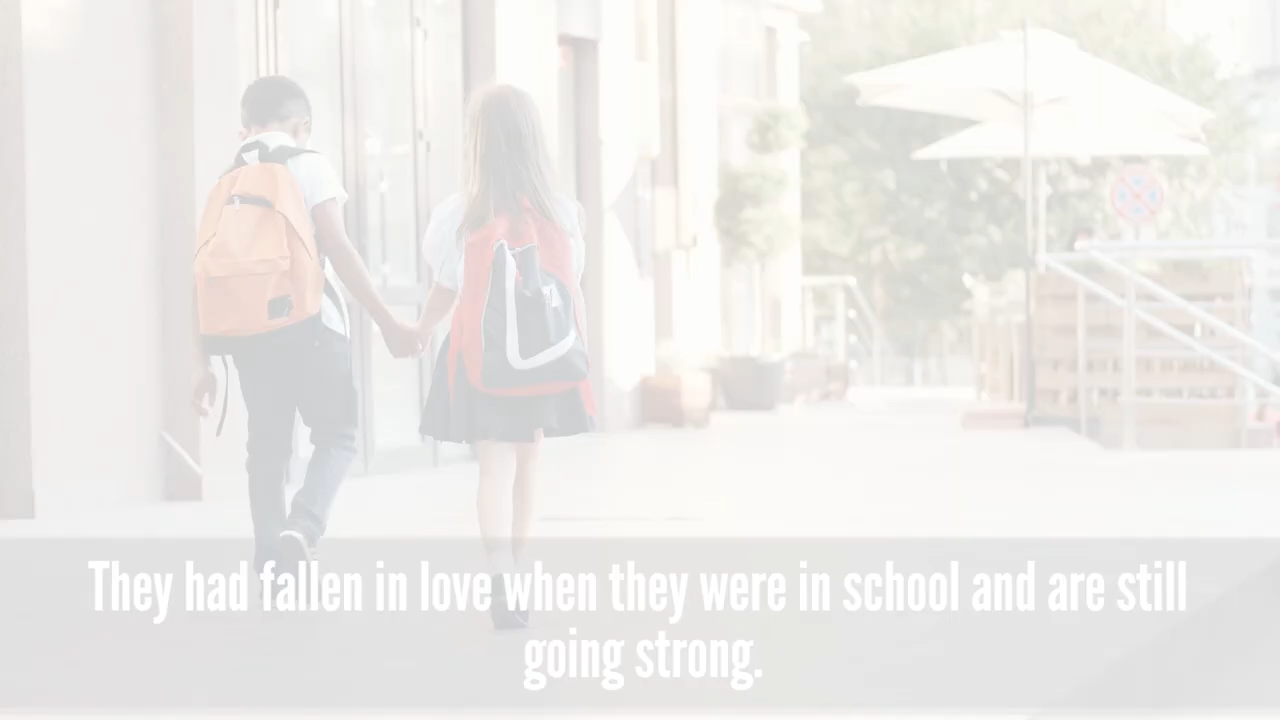 They had fallen in love when they were in school and are still
going strong.